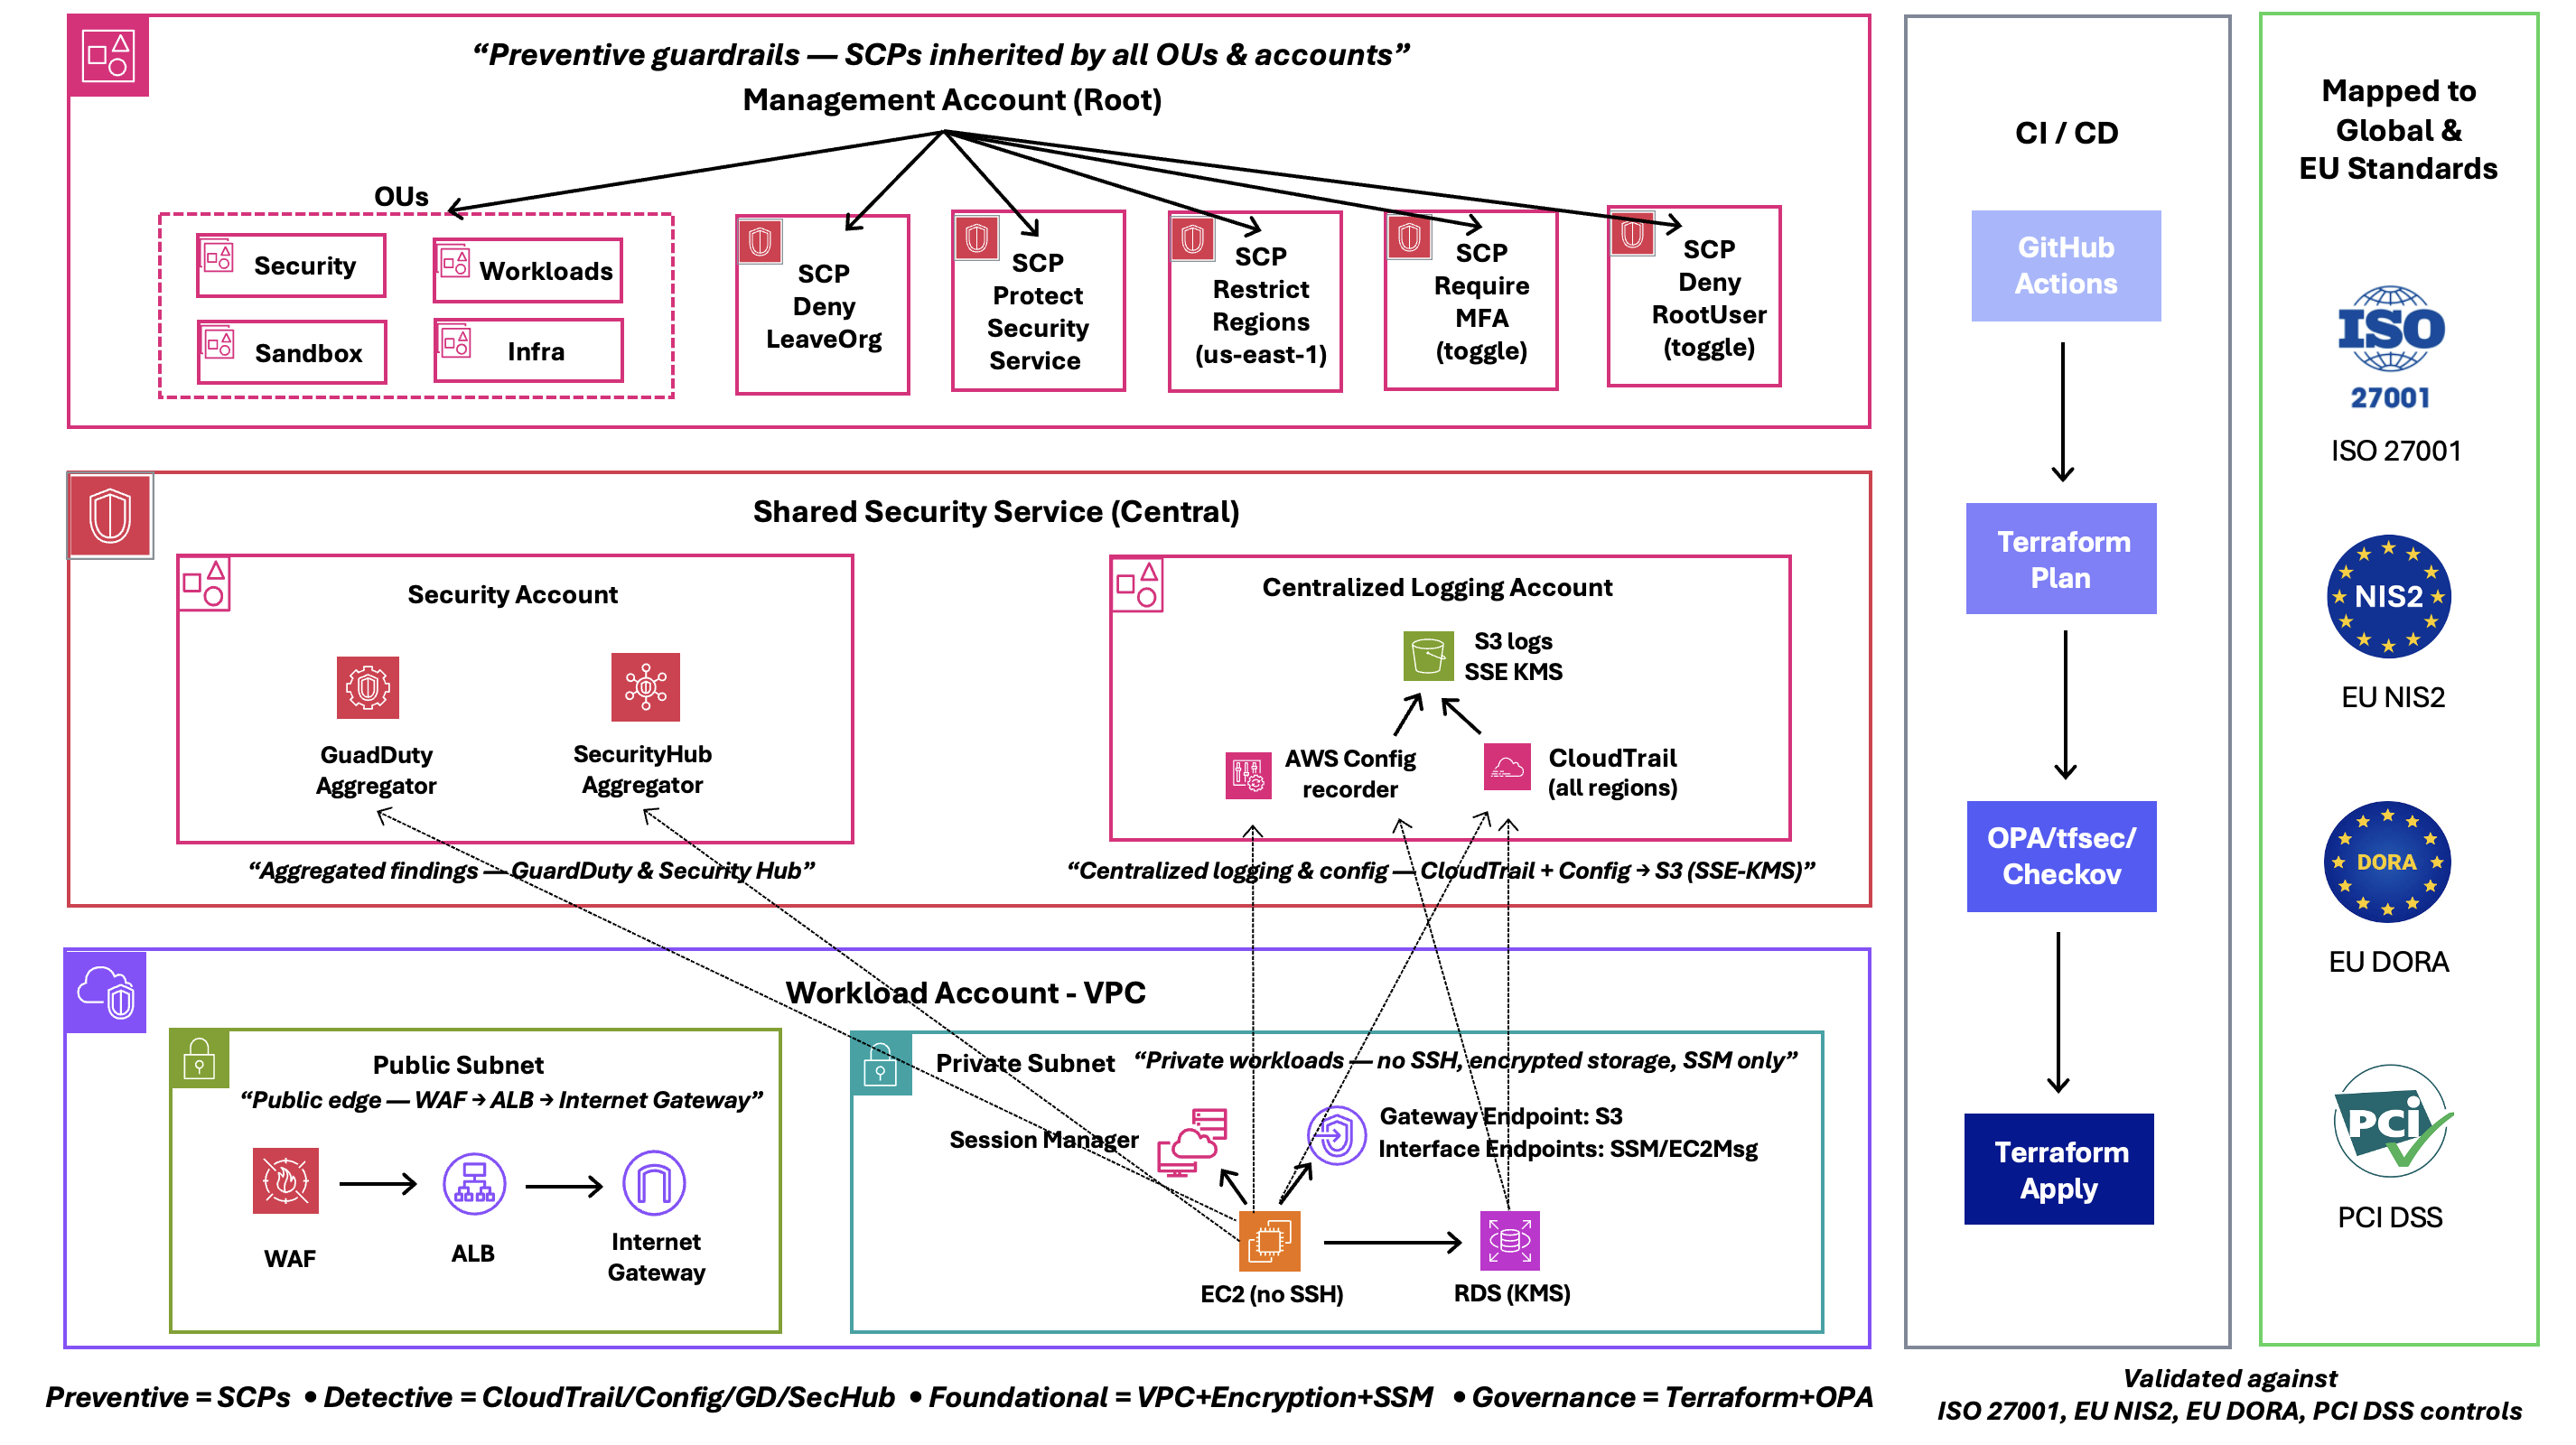 “Preventive guardrails — SCPs inherited by all OUs & accounts”
Management Account (Root)
OUs
Security
Workloads
Sandbox
Infra
SCP
Deny
LeaveOrg
SCP
Protect
Security
Service
SCP
Restrict
Regions
(us-east-1)
SCP
Require
MFA
(toggle)
SCP
Deny
RootUser
(toggle)
Shared Security Service (Central)
Security Account
GuadDuty
Aggregator
SecurityHub
Aggregator
“Aggregated findings — GuardDuty & Security Hub”
Centralized Logging Account
S3 logs
SSE KMS
AWS Config
recorder
CloudTrail
(all regions)
“Centralized logging & config — CloudTrail + Config → S3 (SSE-KMS)”
Workload Account - VPC
Public Subnet
“Public edge — WAF → ALB → Internet Gateway”
WAF
ALB
Internet
Gateway
Private Subnet
“Private workloads — no SSH, encrypted storage, SSM only”
Session Manager
Gateway Endpoint: S3
Interface Endpoints: SSM/EC2Msg
EC2 (no SSH)
RDS (KMS)
Preventive = SCPs • Detective = CloudTrail/Config/GD/SecHub • Foundational = VPC+Encryption+SSM • Governance = Terraform+OPA
CI / CD
GitHub
Actions
Terraform
Plan
OPA/tfsec/
Checkov
Terraform
Apply
Mapped to
Global &
EU Standards
ISO
27001
ISO 27001
NIS2
EU NIS2
DORA
EU DORA
PCi
PCI DSS
Validated against
ISO 27001, EU NIS2, EU DORA, PCI DSS controls